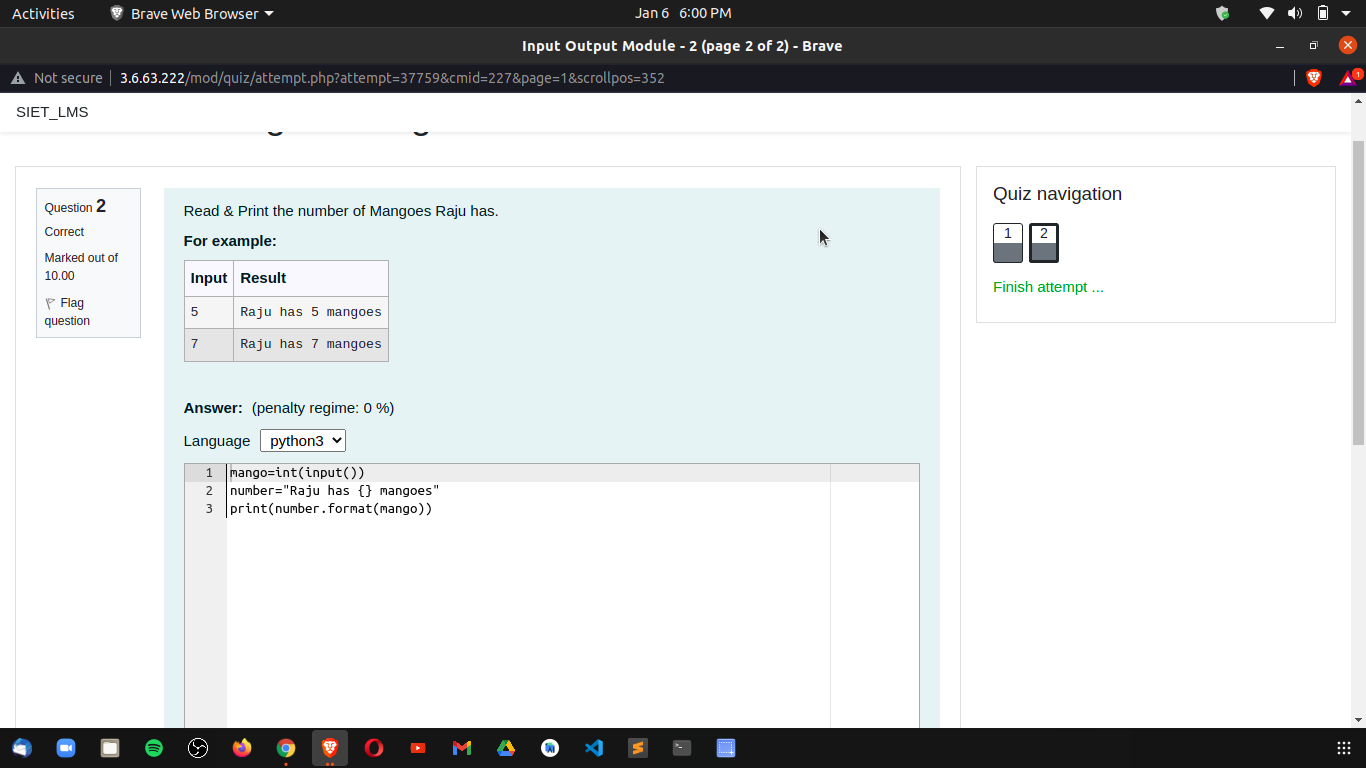 Activities Brave Web Browser Jan 6 6:00 PM
Input Output Module - 2 (page 2 of 2) - Brave
Not secure 3.6.63.222/mod/quiz/attempt.php?attempt=37759&cmid=227&page=1&scrollpos=352 1
SIET_LMS
Question 2
Correct
Marked out of
10.00
Flag
question
Read & Print the number of Mangoes Raju has.
For example:
Input Result
5 Raju has 5 mangoes
7 Raju has 7 mangoes
Answer: (penalty regime: 0 %)
Language python3
1 mango=int(input())
2 number="Raju has {} mangoes"
3 print(number.format(mango))
Quiz navigation
1 2
Finish attempt ...